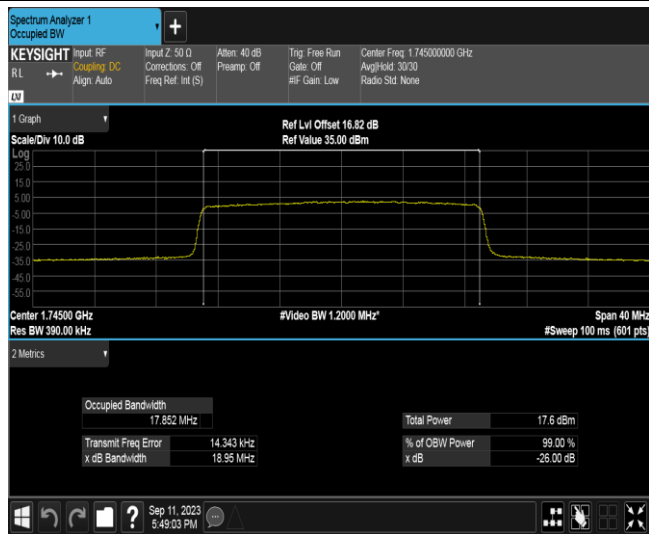 Spectrum Analyzer 1
Occupied BW
+
KEYSIGHT Input: RF Input Z: 50 Ω Atten: 40 dB Trig: Free Run Center Freq: 1.745000000 GHz
RL Coupling: DC Corrections: Off Preamp: Off Gate: Off Avg|Hold: 30/30
Align: Auto Freq Ref: Int (S) #IF Gain: Low Radio Std: None
LXI
1 Graph
Ref Lvl Offset 16.82 dB
Scale/Div 10.0 dB Ref Value 35.00 dBm
Log
25.0
15.0
5.00
-5.00
-15.0
-25.0
-35.0
-45.0
-55.0
Center 1.74500 GHz #Video BW 1.2000 MHz* Span 40 MHz
Res BW 390.00 kHz #Sweep 100 ms (601 pts)
2 Metrics
Occupied Bandwidth
17.852 MHz Total Power 17.6 dBm
Transmit Freq Error 14.343 kHz % of OBW Power 99.00 %
x dB Bandwidth 18.95 MHz x dB -26.00 dB
? Sep 11, 2023
5:49:03 PM